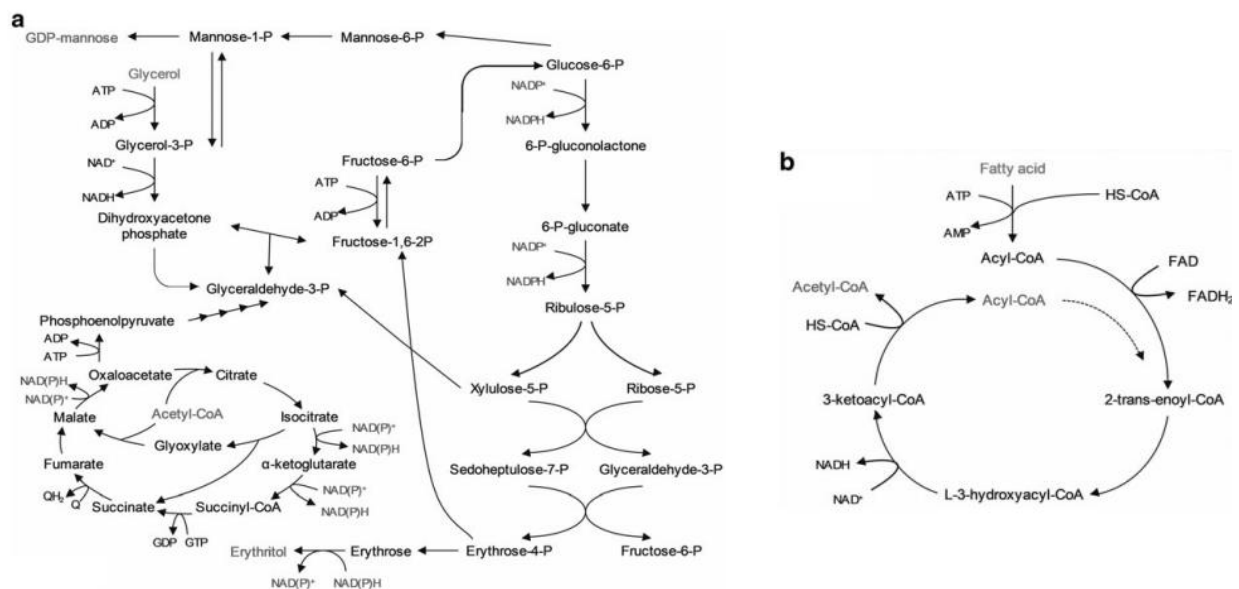 a
GDP-mannose
Mannose-1-P
Mannose-6-P
Glucose-6-P
Glycerol
ATP
ADP
Glycerol-3-P
NAD+
NADH
Dihydroxyacetone
phosphate
Fructose-6-P
ATP
ADP
Fructose-1,6-2P
Glyceraldehyde-3-P
NADP+
NADPH
6-P-gluconolactone
6-P-gluconate
NADP+
NADPH
Ribulose-5-P
Xylulose-5-P
Ribose-5-P
Sedoheptulose-7-P
Glyceraldehyde-3-P
Erythrose-4-P
Fructose-6-P
Phosphoenolpyruvate
ADP
ATP
Oxaloacetate
Citrate
NAD(P)H
NAD(P)+
Acetyl-CoA
Malate
Isocitrate
NAD(P)+
NAD(P)H
Glyoxylate
Fumarate
α-ketoglutarate
NAD(P)+
NAD(P)H
QH2
Q
Succinate
Succinyl-CoA
GDP
GTP
Erythritol
Erythrose
NAD(P)+
NAD(P)H
b
Fatty acid
ATP
HS-CoA
AMP
Acyl-CoA
FAD
FADH2
Acetyl-CoA
Acyl-CoA
HS-CoA
3-ketoacyl-CoA
2-trans-enoyl-CoA
NADH
NAD+
L-3-hydroxyacyl-CoA